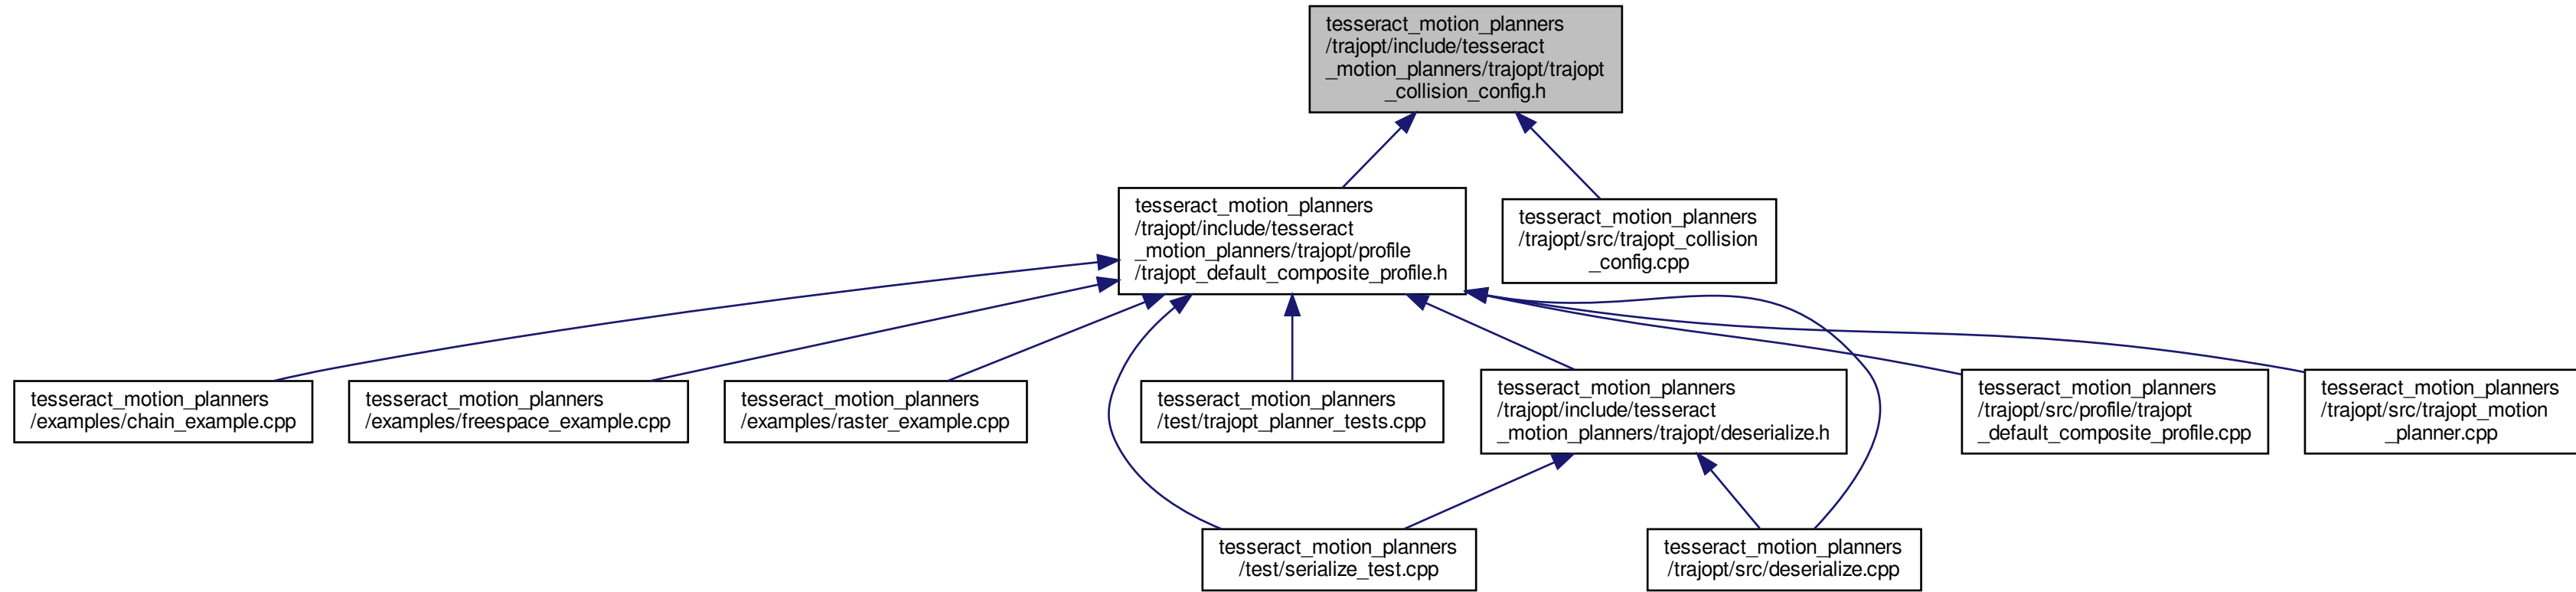 tesseract_motion_planners
/trajopt/include/tesseract
_motion_planners/trajopt/trajopt
_collision_config.h
tesseract_motion_planners
/trajopt/include/tesseract
_motion_planners/trajopt/profile
/trajopt_default_composite_profile.h
tesseract_motion_planners
/trajopt/src/trajopt_collision
_config.cpp
tesseract_motion_planners
/examples/chain_example.cpp
tesseract_motion_planners
/examples/freespace_example.cpp
tesseract_motion_planners
/examples/raster_example.cpp
tesseract_motion_planners
/test/trajopt_planner_tests.cpp
tesseract_motion_planners
/trajopt/include/tesseract
_motion_planners/trajopt/deserialize.h
tesseract_motion_planners
/trajopt/src/profile/trajopt
_default_composite_profile.cpp
tesseract_motion_planners
/trajopt/src/trajopt_motion
_planner.cpp
tesseract_motion_planners
/test/serialize_test.cpp
tesseract_motion_planners
/trajopt/src/deserialize.cpp